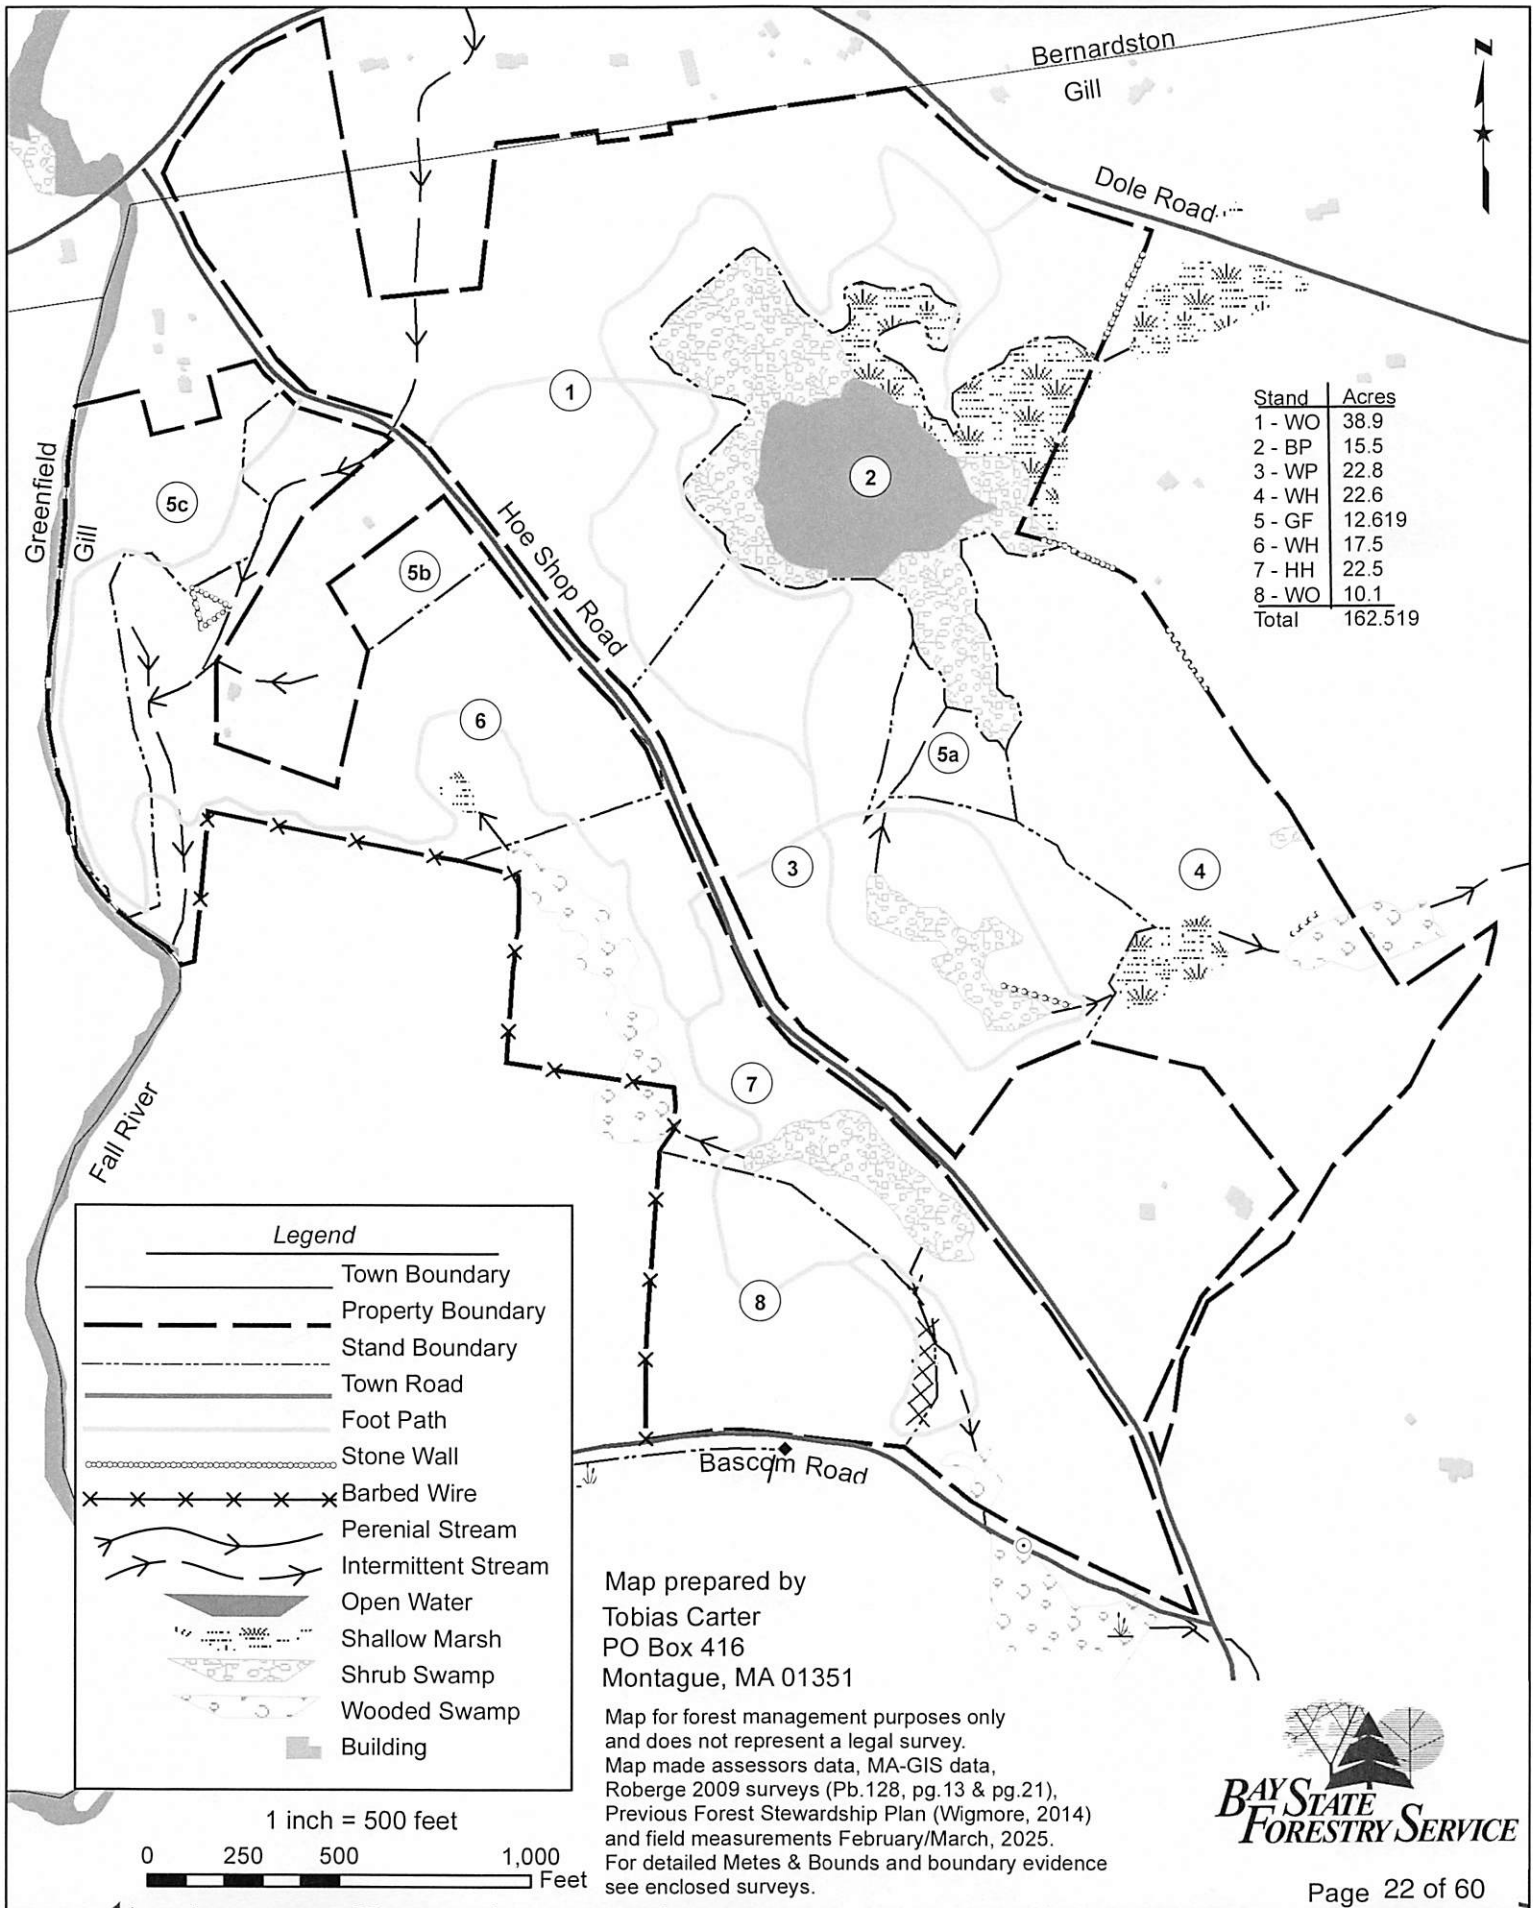 Bernardston
Gill
N
Dole Road
Stand Acres
1 - WO 38.9
2 - BP 15.5
3 - WP 22.8
4 - WH 22.6
5 - GF 12.619
6 - WH 17.5
7 - HH 22.5
8 - WO 10.1
Total 162.519
Greenfield
Gill
Hoe Shop Road
1
2
5c
5b
6
5a
3
4
7
8
Fall River
Bascom Road
Legend
Town Boundary
Property Boundary
Stand Boundary
Town Road
Foot Path
Stone Wall
Barbed Wire
Perenial Stream
Intermittent Stream
Open Water
Shallow Marsh
Shrub Swamp
Wooded Swamp
Building
1 inch = 500 feet
0 250 500 1,000
Feet
Map prepared by
Tobias Carter
PO Box 416
Montague, MA 01351
Map for forest management purposes only
and does not represent a legal survey.
Map made assessors data, MA-GIS data,
Roberge 2009 surveys (Pb.128, pg.13 & pg.21),
Previous Forest Stewardship Plan (Wigmore, 2014)
and field measurements February/March, 2025.
For detailed Metes & Bounds and boundary evidence
see enclosed surveys.
BAY STATE
FORESTRY SERVICE
Page 22 of 60